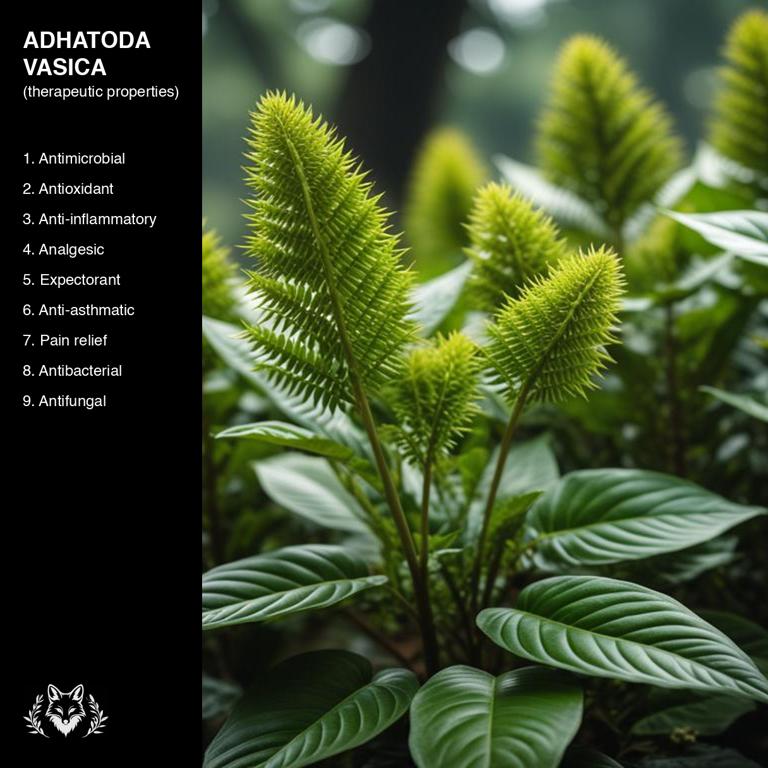 ADHATODA
VASICA
(therapeutic properties)
1. Antimicrobial
2. Antioxidant
3. Anti-inflammatory
4. Analgesic
5. Expectorant
6. Anti-asthmatic
7. Pain relief
8. Antibacterial
9. Antifungal